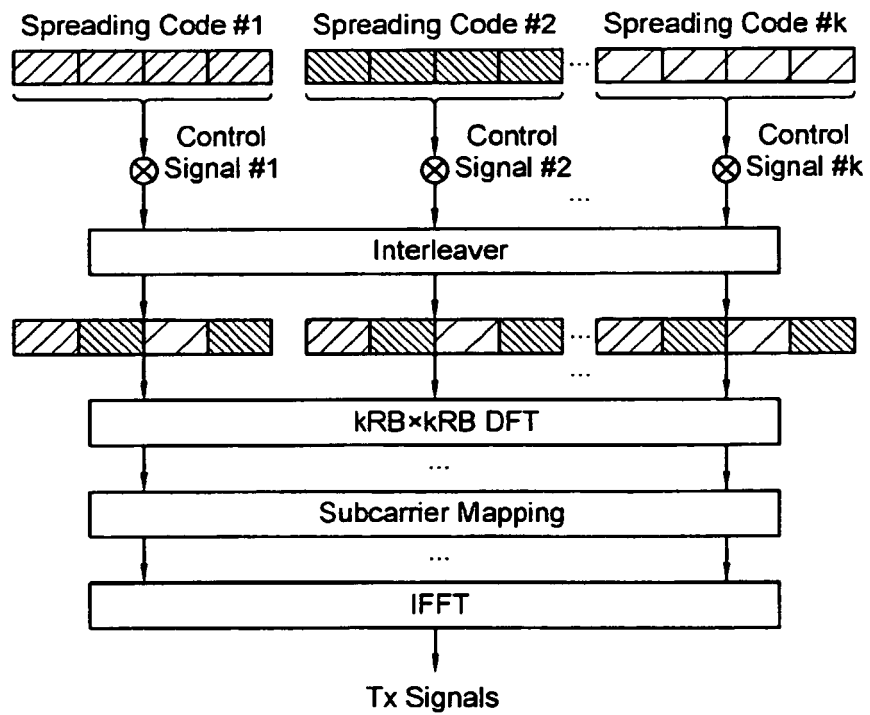 Spreading Code #1
Spreading Code #2
Spreading Code #k
...
Control
Signal #1
Control
Signal #2
Control
Signal #k
...
Interleaver
...
...
kRB×kRB DFT
...
Subcarrier Mapping
...
IFFT
Tx Signals